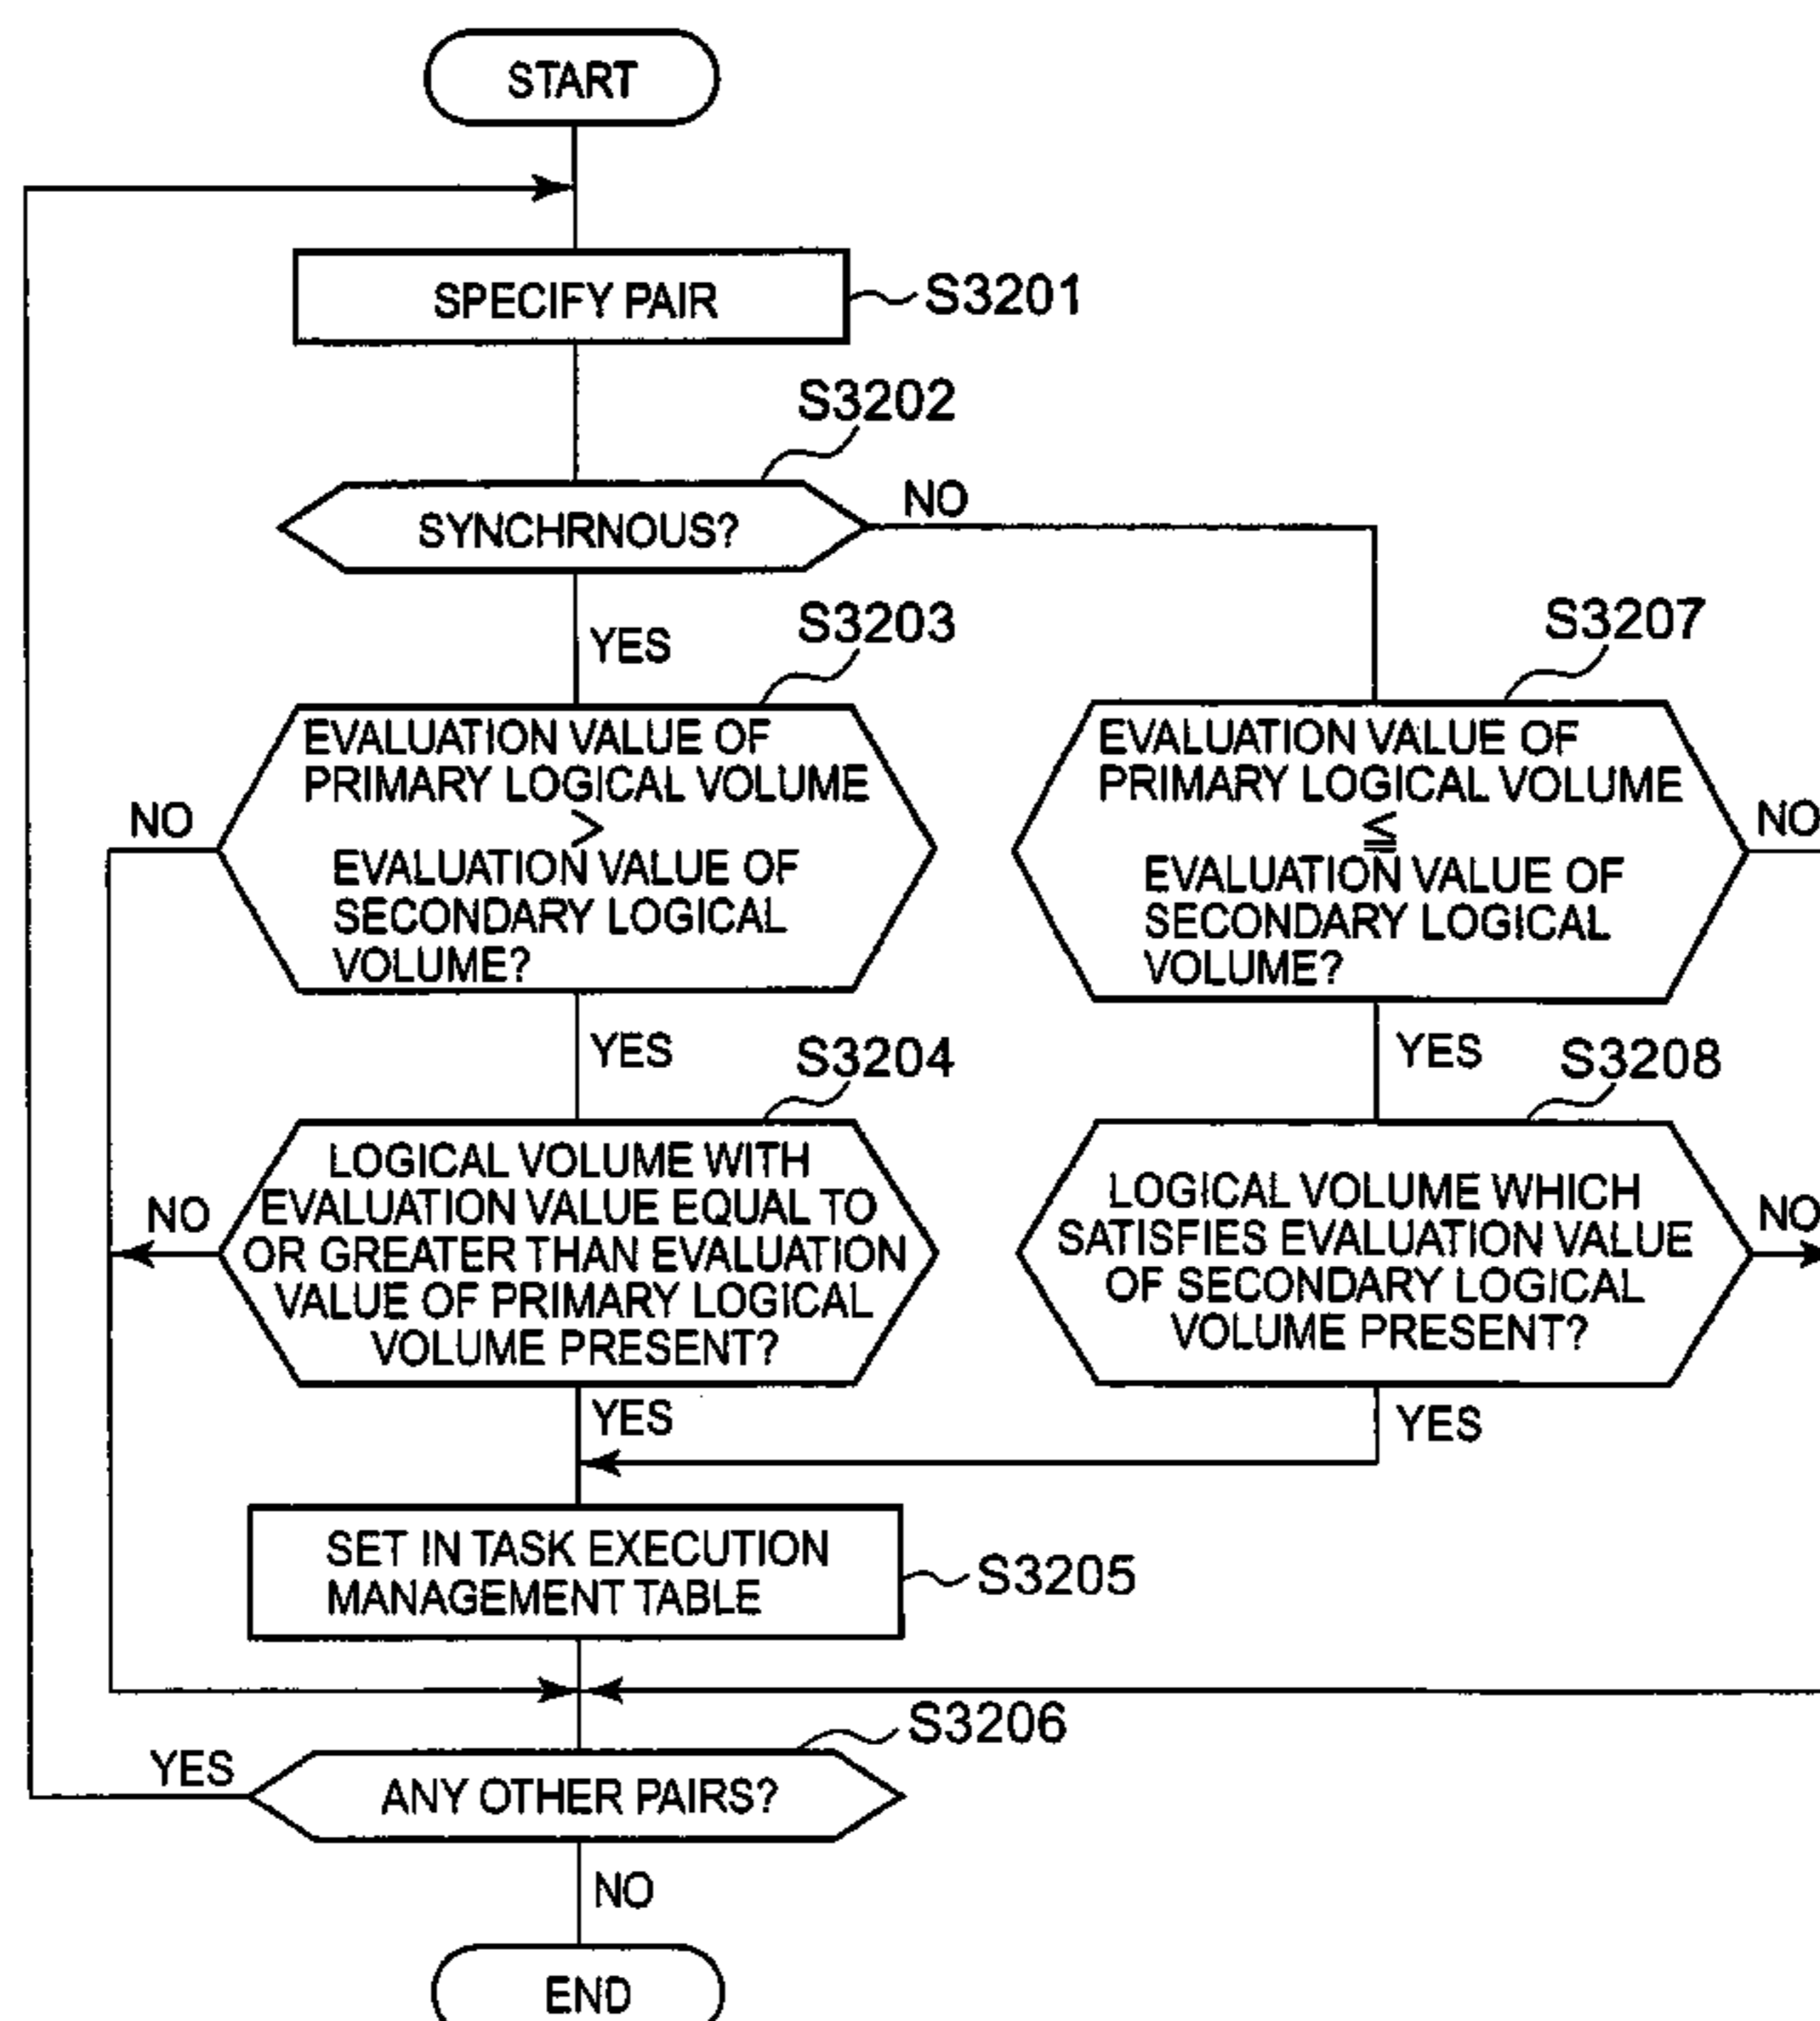 START
SPECIFY PAIR
S3201
S3202
SYNCHRNOUS?
NO
YES
S3203
EVALUATION VALUE OF
PRIMARY LOGICAL VOLUME
>
EVALUATION VALUE OF
SECONDARY LOGICAL
VOLUME?
NO
YES
S3207
EVALUATION VALUE OF
PRIMARY LOGICAL VOLUME
≦
EVALUATION VALUE OF
SECONDARY LOGICAL
VOLUME?
NO
YES
S3204
LOGICAL VOLUME WITH
EVALUATION VALUE EQUAL TO
OR GREATER THAN EVALUATION
VALUE OF PRIMARY LOGICAL
VOLUME PRESENT?
NO
YES
S3208
LOGICAL VOLUME WHICH
SATISFIES EVALUATION VALUE
OF SECONDARY LOGICAL
VOLUME PRESENT?
NO
YES
SET IN TASK EXECUTION
MANAGEMENT TABLE
S3205
S3206
ANY OTHER PAIRS?
YES
NO
END